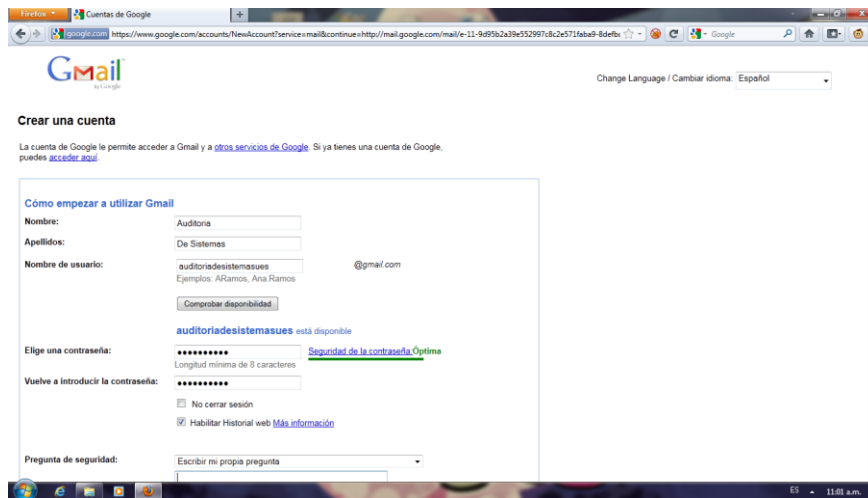 Firefox
Cuentas de Google
google.com https://www.google.com/accounts/NewAccount?service=mail&continue=http://mail.google.com/mail/e-11-9d95b2a39e552997c8c2e571faba9-8defbc
Google
Gmail
by Google
Change Language / Cambiar idioma: Español
Crear una cuenta
La cuenta de Google le permite acceder a Gmail y a otros servicios de Google. Si ya tienes una cuenta de Google,
puedes acceder aquí.
Cómo empezar a utilizar Gmail
Nombre: Auditoria
Apellidos: De Sistemas
Nombre de usuario: auditoriadesistemasues @gmail.com
Ejemplos: ARamos, Ana.Ramos
Comprobar disponibilidad
auditoriadesistemasues está disponible
Elige una contraseña: Seguridad de la contraseña: Óptima
Longitud mínima de 8 caracteres
Vuelve a introducir la contraseña:
No cerrar sesión
Habilitar Historial web Más información
Pregunta de seguridad: Escribir mi propia pregunta
ES 11:01 a.m.